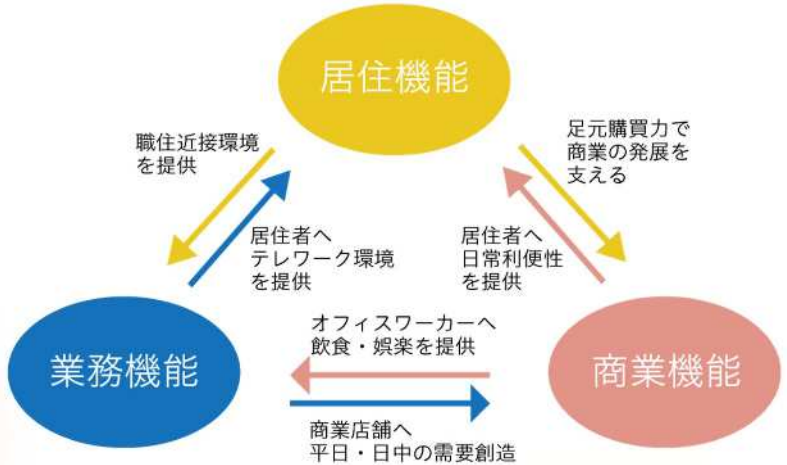 居住機能
職住近接環境
を提供
足元購買力で
商業の発展を
支える
居住者へ
テレワーク環境
を提供
居住者へ
日常利便性
を提供
オフィスワーカーへ
飲食・娯楽を提供
業務機能
商業機能
商業店舗へ
平日・日中の需要創造